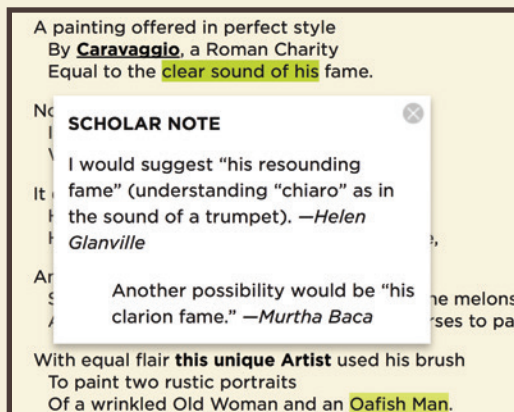 A painting offered in perfect style
By Caravaggio, a Roman Charity
Equal to the clear sound of his fame.
SCHOLAR NOTE
I would suggest “his resounding
fame” (understanding “chiaro” as in
the sound of a trumpet). —Helen
Glanville
Another possibility would be “his
clarion fame.” —Murtha Baca
melons
to
With equal flair this unique Artist used his brush
To paint two rustic portraits
Of a wrinkled Old Woman and an Oafish Man.